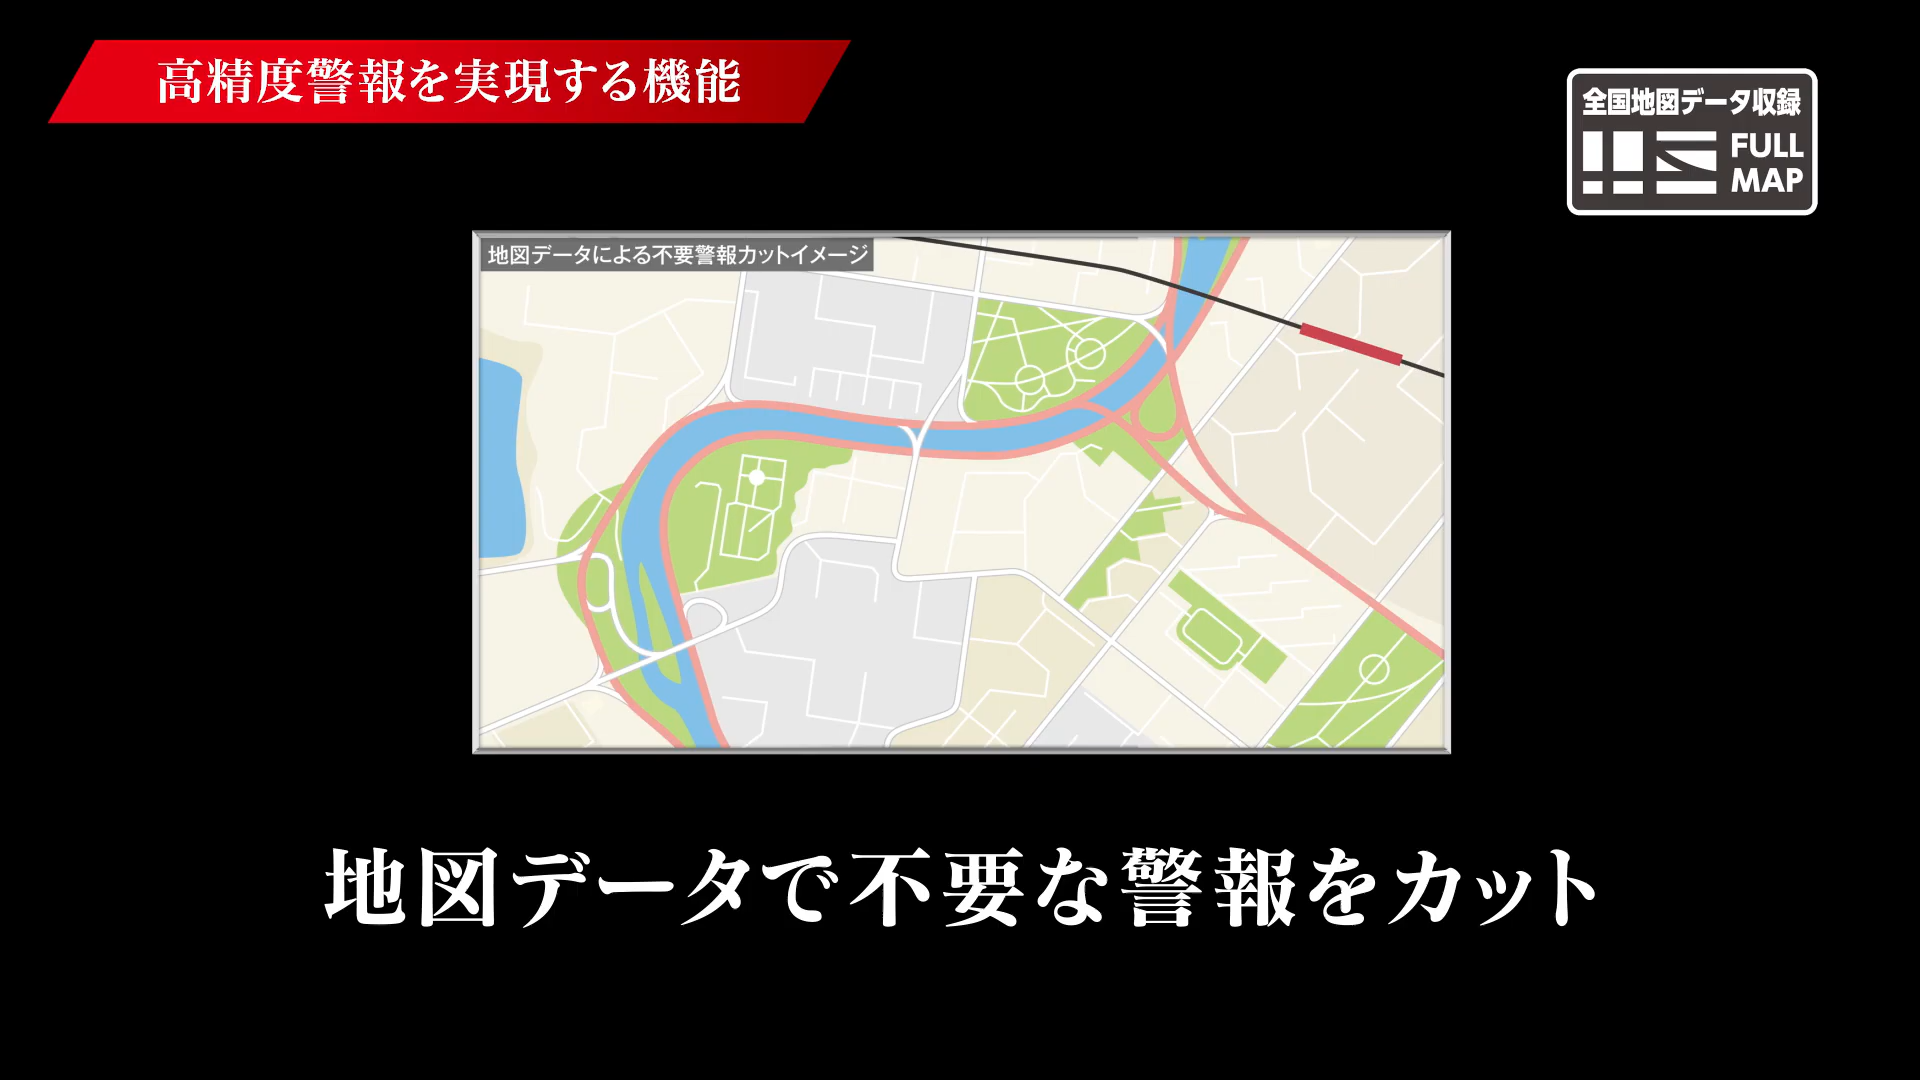 高精度警報を実現する機能
全国地図データ収録
FULL
MAP
地図データによる不要警報カットイメージ
地図データで不要な警報をカット